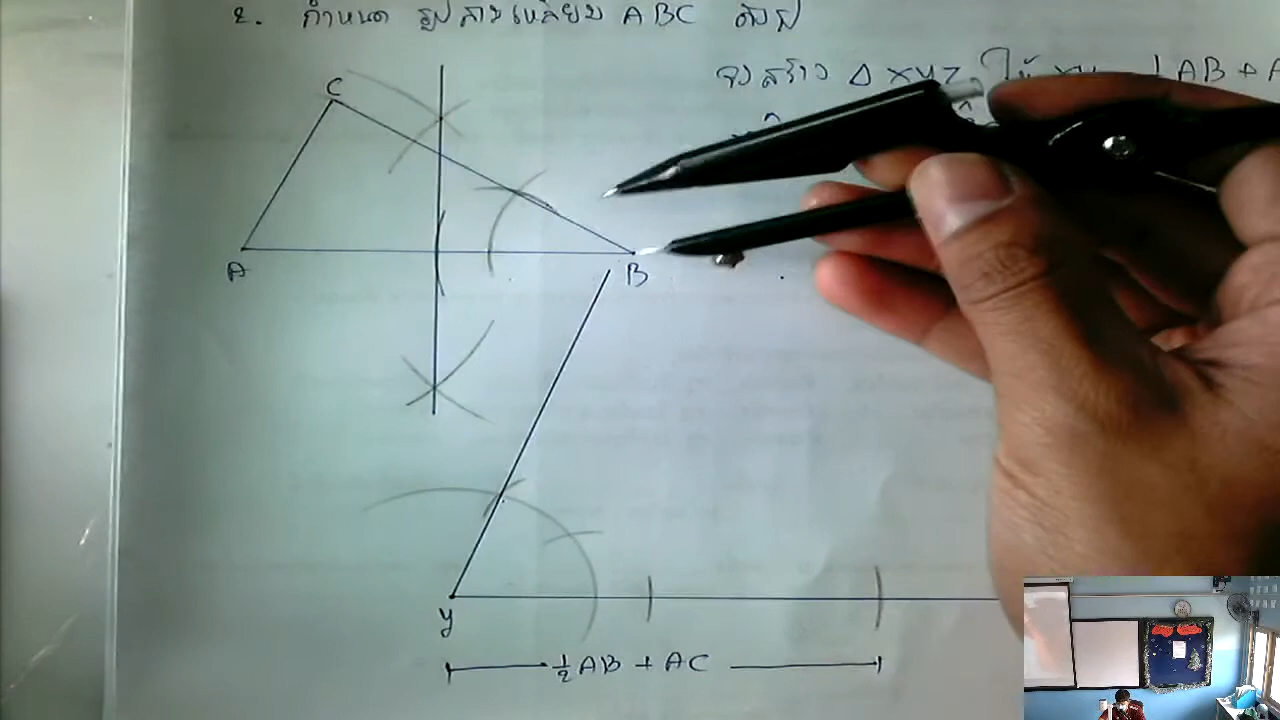 2. กำหนด รูปสามเหลี่ยม ABC ดังรูป
จงสร้าง Δ XYZ ให้ AB +
C
A
B
Y
½AB + AC